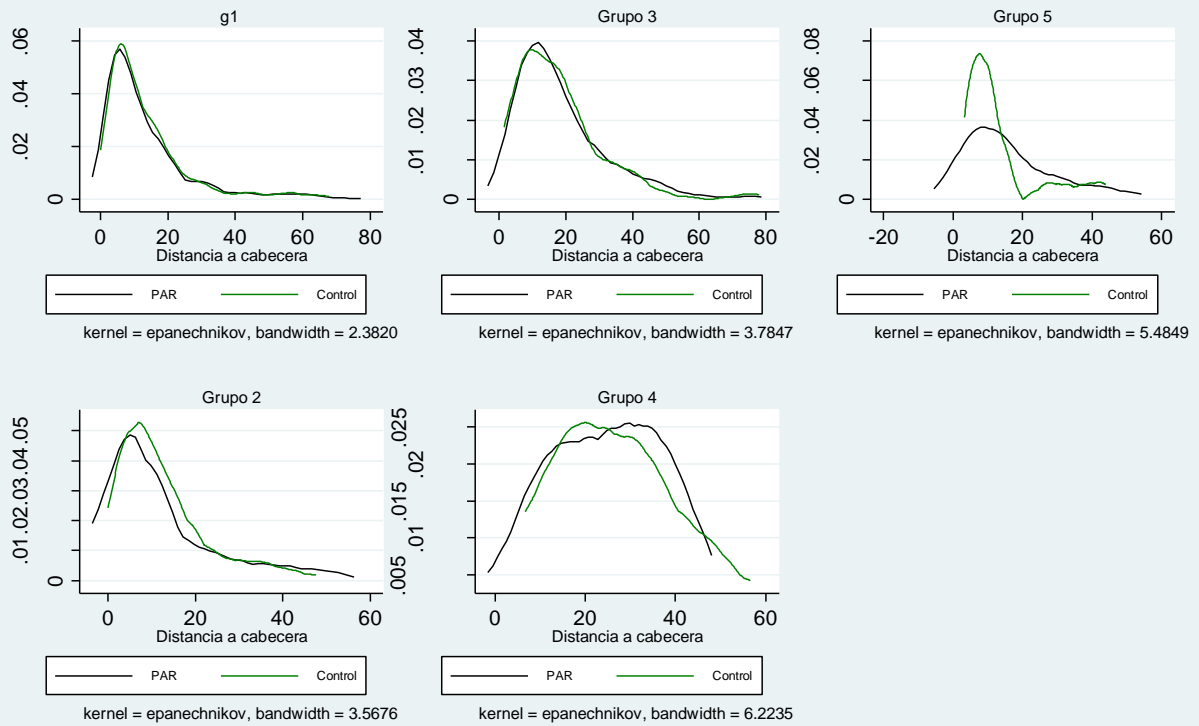 g1
.06
.04
.02
0
0 20 40 60 80
Distancia a cabecera
PAR Control
kernel = epanechnikov, bandwidth = 2.3820
Grupo 3
.04
.03
.02
.01
0
0 20 40 60 80
Distancia a cabecera
PAR Control
kernel = epanechnikov, bandwidth = 3.7847
Grupo 5
.08
.06
.04
.02
0
-20 0 20 40 60
Distancia a cabecera
PAR Control
kernel = epanechnikov, bandwidth = 5.4849
Grupo 2
.05
.04
.03
.02
.01
0
0 20 40 60
Distancia a cabecera
PAR Control
kernel = epanechnikov, bandwidth = 3.5676
Grupo 4
.025
.02
.015
.01
.005
0 20 40 60
Distancia a cabecera
PAR Control
kernel = epanechnikov, bandwidth = 6.2235